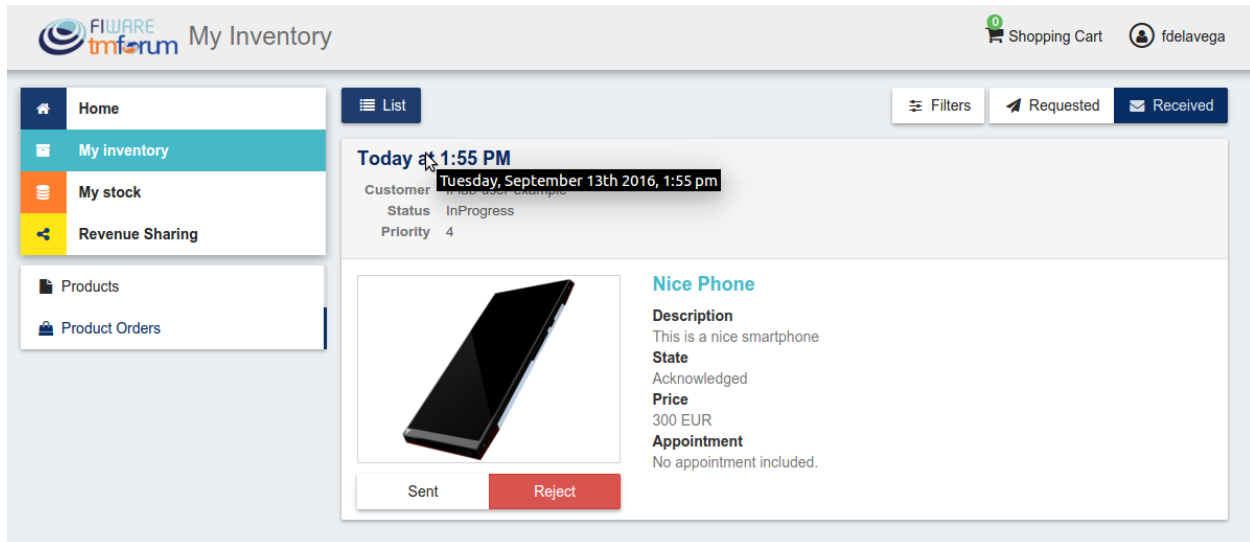 FIWARE
tmforum
My Inventory
0
Shopping Cart
fdelavega
Home
My inventory
My stock
Revenue Sharing
Products
Product Orders
List
Filters
Requested
Received
Today at 1:55 PM
Tuesday, September 13th 2016, 1:55 pm
Customer
Status InProgress
Priority 4
Nice Phone
Description
This is a nice smartphone
State
Acknowledged
Price
300 EUR
Appointment
No appointment included.
Sent
Reject